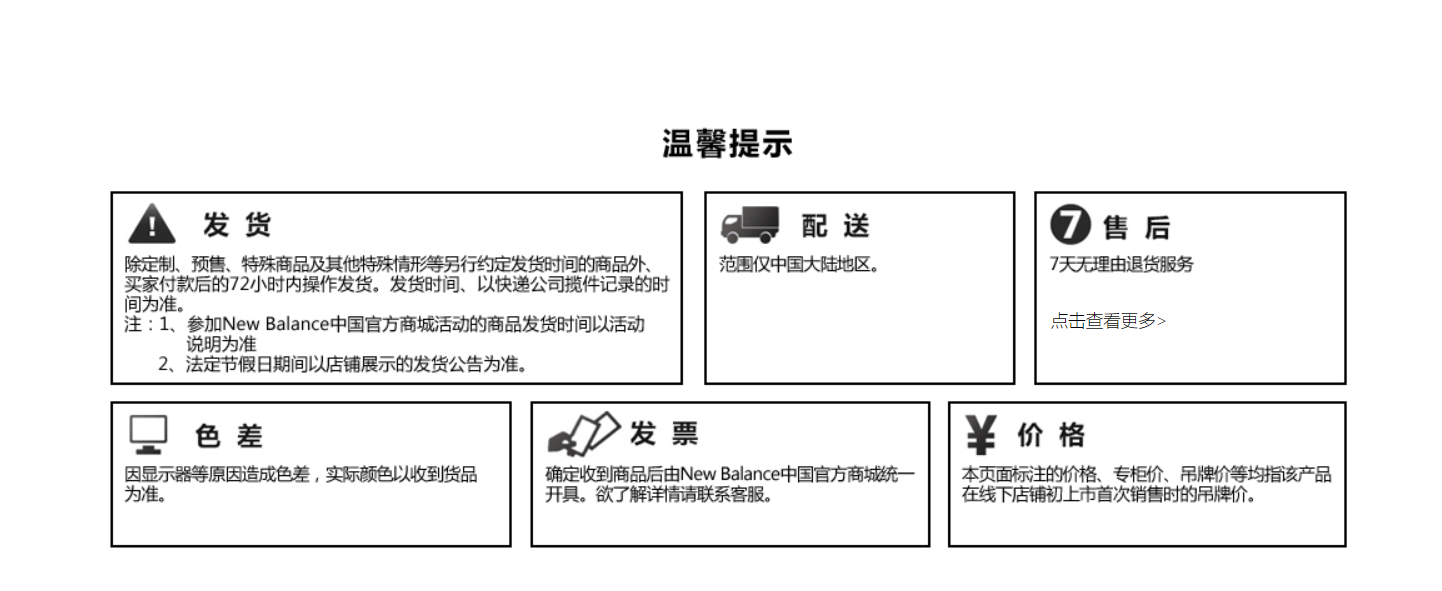 温馨提示
发 货
除定制、预售、特殊商品及其他特殊情形等另行约定发货时间的商品外、
买家付款后的72小时内操作发货。发货时间、以快递公司揽件记录的时
间为准。
注：1、参加New Balance中国官方商城活动的商品发货时间以活动
说明为准
2、法定节假日期间以店铺展示的发货公告为准。
配 送
范围仅中国大陆地区。
7 售 后
7天无理由退货服务
点击查看更多>
色 差
因显示器等原因造成色差，实际颜色以收到货品
为准。
发 票
确定收到商品后由New Balance中国官方商城统一
开具。欲了解详情请联系客服。
¥ 价 格
本页面标注的价格、专柜价、吊牌价等均指该产品
在线下店铺初上市首次销售时的吊牌价。